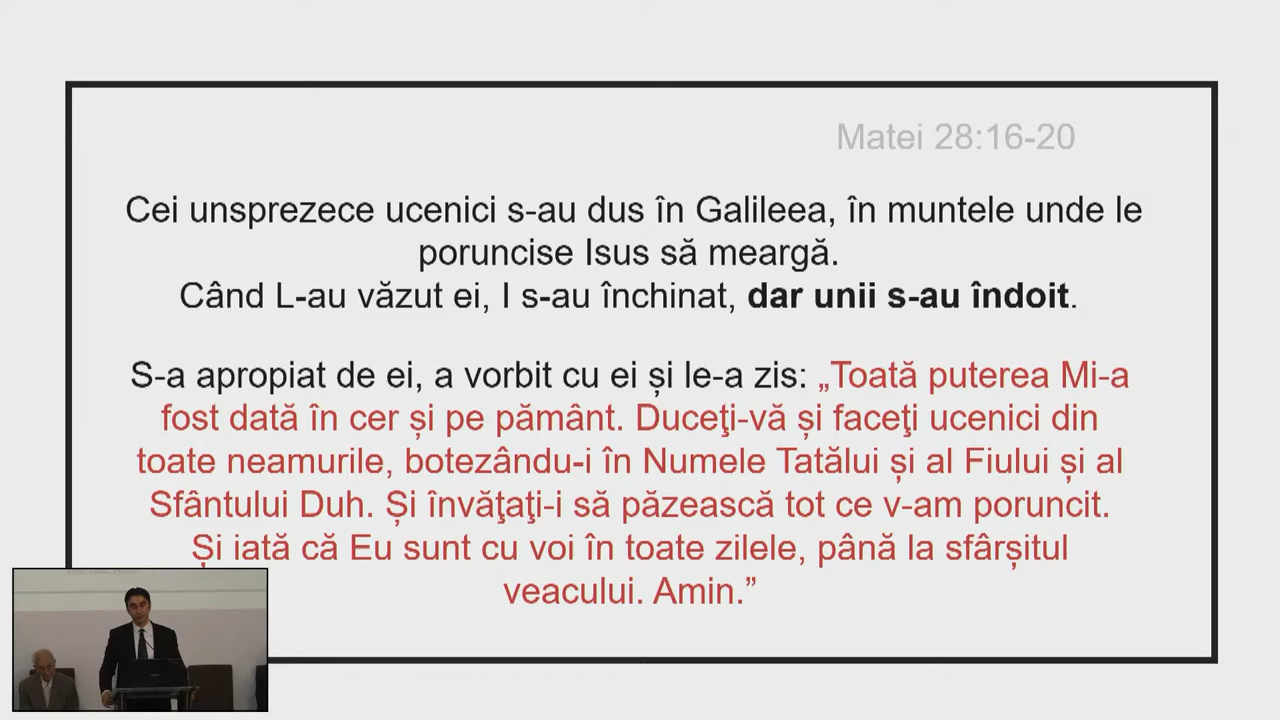 Matei 28:16-20
Cei unsprezece ucenici s-au dus în Galileea, în muntele unde le
poruncise Isus să meargă.
Când L-au văzut ei, I s-au închinat, dar unii s-au îndoit.
S-a apropiat de ei, a vorbit cu ei și le-a zis: „Toată puterea Mi-a
fost dată în cer și pe pământ. Duceţi-vă și faceţi ucenici din
toate neamurile, botezându-i în Numele Tatălui și al Fiului și al
Sfântului Duh. Și învăţaţi-i să păzească tot ce v-am poruncit.
Și iată că Eu sunt cu voi în toate zilele, până la sfârșitul
veacului. Amin.”